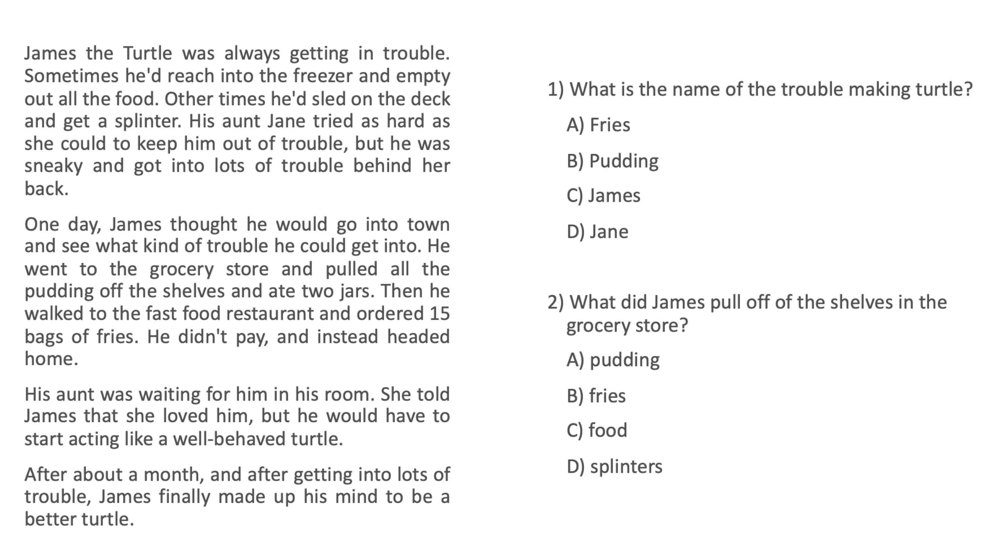 James the Turtle was always getting in trouble.
Sometimes he'd reach into the freezer and empty
out all the food. Other times he'd sled on the deck
and get a splinter. His aunt Jane tried as hard as
she could to keep him out of trouble, but he was
sneaky and got into lots of trouble behind her
back.
One day, James thought he would go into town
and see what kind of trouble he could get into. He
went to the grocery store and pulled all the
pudding off the shelves and ate two jars. Then he
walked to the fast food restaurant and ordered 15
bags of fries. He didn't pay, and instead headed
home.
His aunt was waiting for him in his room. She told
James that she loved him, but he would have to
start acting like a well-behaved turtle.
After about a month, and after getting into lots of
trouble, James finally made up his mind to be a
better turtle.
1) What is the name of the trouble making turtle?
A) Fries
B) Pudding
C) James
D) Jane
2) What did James pull off of the shelves in the
grocery store?
A) pudding
B) fries
C) food
D) splinters